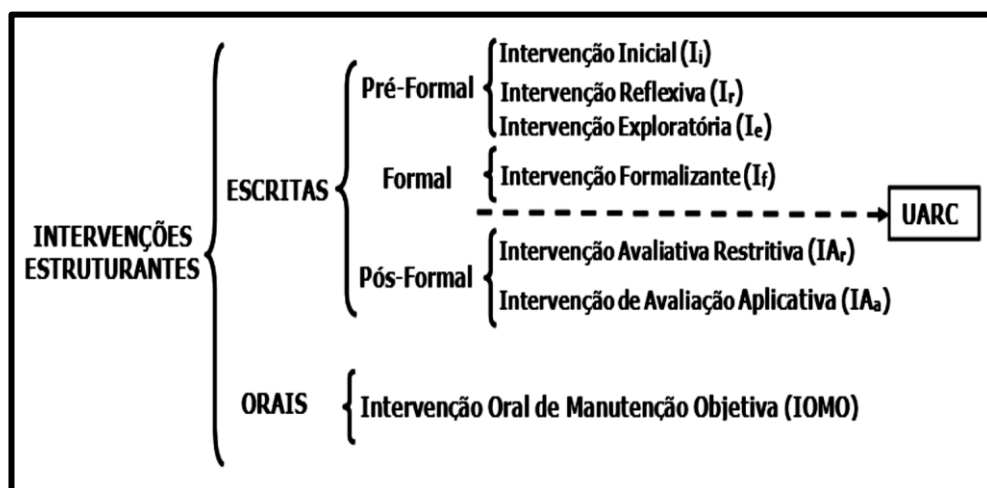 INTERVENÇÕES
ESTRUTURANTES
ESCRITAS
Pré-Formal
Intervenção Inicial (Iᵢ)
Intervenção Reflexiva (Iᵣ)
Intervenção Exploratória (Iₑ)
Formal
Intervenção Formalizante (I_f)
UARC
Pós-Formal
Intervenção Avaliativa Restritiva (IAᵣ)
Intervenção de Avaliação Aplicativa (IAₐ)
ORAIS
Intervenção Oral de Manutenção Objetiva (IOMO)